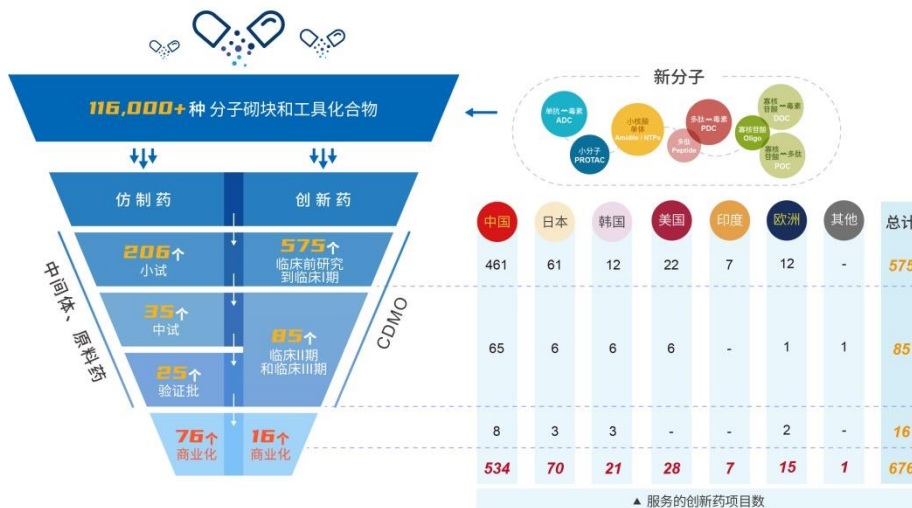 116,000+ 种 分子砌块和工具化合物
新分子
单抗━毒素
ADC
小分子
PROTAC
小核酸
单体
Amidite / NTPs
多肽
Peptide
多肽━毒素
PDC
寡核苷酸
Oligo
寡核
苷酸━毒素
DOC
寡核
苷酸━多肽
POC
仿制药
创新药
中间体、原料药
CDMO
206个
小试
575个
临床前研究
到临床I期
35个
中试
85个
临床II期
和临床III期
25个
验证批
76个
商业化
16个
商业化
中国 日本 韩国 美国 印度 欧洲 其他 总计
461 61 12 22 7 12 - 575
65 6 6 6 - 1 1 85
8 3 3 - - 2 - 16
534 70 21 28 7 15 1 676
▲ 服务的创新药项目数